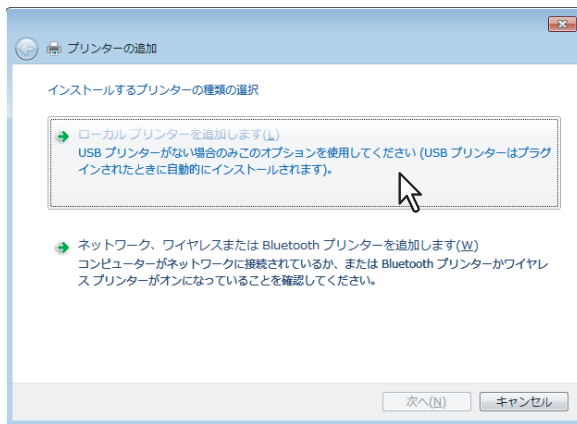 プリンターの追加
インストールするプリンターの種類の選択
ローカル プリンターを追加します(L)
USB プリンターがない場合のみこのオプションを使用してください (USB プリンターはプラグ
インされたときに自動的にインストールされます)。
ネットワーク、ワイヤレスまたは Bluetooth プリンターを追加します(W)
コンピューターがネットワークに接続されているか、または Bluetooth プリンターかワイヤレ
ス プリンターがオンになっていることを確認してください。
次へ(N) キャンセル